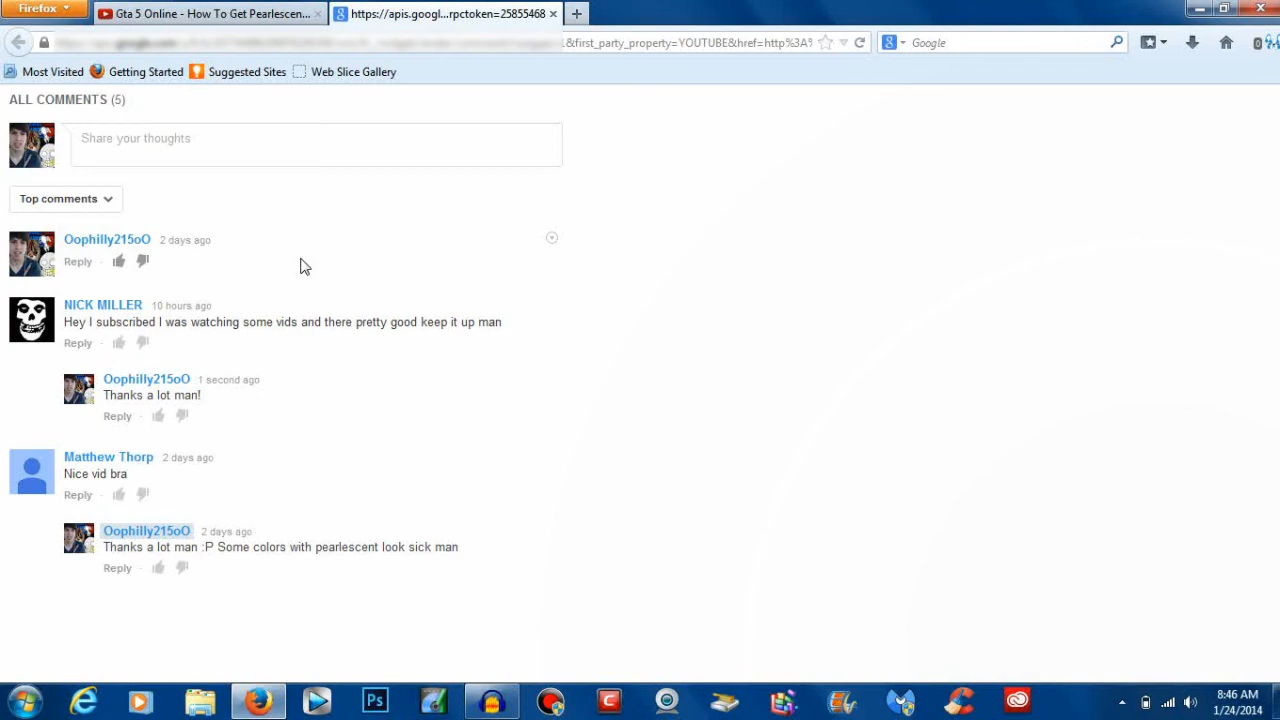 Firefox
Gta 5 Online - How To Get Pearlescen...
https://apis.googl...rpctoken=25855468
&first_party_property=YOUTUBE&href=http%3A%
Google
0
Most Visited
Getting Started
Suggested Sites
Web Slice Gallery
ALL COMMENTS (5)
Share your thoughts
Top comments
Oophilly215oO 2 days ago
Reply
NICK MILLER 10 hours ago
Hey I subscribed I was watching some vids and there pretty good keep it up man
Reply
Oophilly215oO 1 second ago
Thanks a lot man!
Reply
Matthew Thorp 2 days ago
Nice vid bra
Reply
Oophilly215oO 2 days ago
Thanks a lot man :P Some colors with pearlescent look sick man
Reply
Ps
8:46 AM
1/24/2014